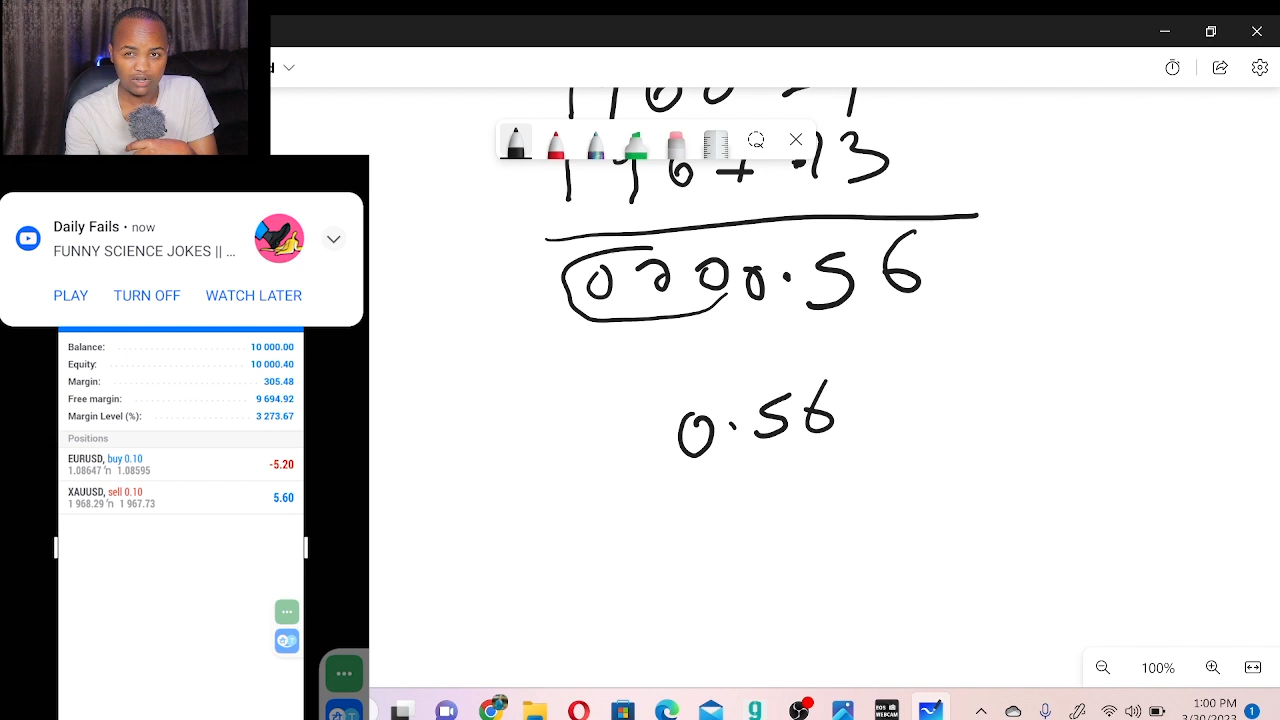 d
Daily Fails · now
FUNNY SCIENCE JOKES || ...
PLAY TURN OFF WATCH LATER
Balance: 10 000.00
Equity: 10 000.40
Margin: 305.48
Free margin: 9 694.92
Margin Level (%): 3 273.67
Positions
EURUSD, buy 0.10 -5.20
1.08647 1.08595
XAUUSD, sell 0.10 5.60
1 968.29 1 967.73
0.56
100%
EOS
WEBCAM
1:00 PM
1